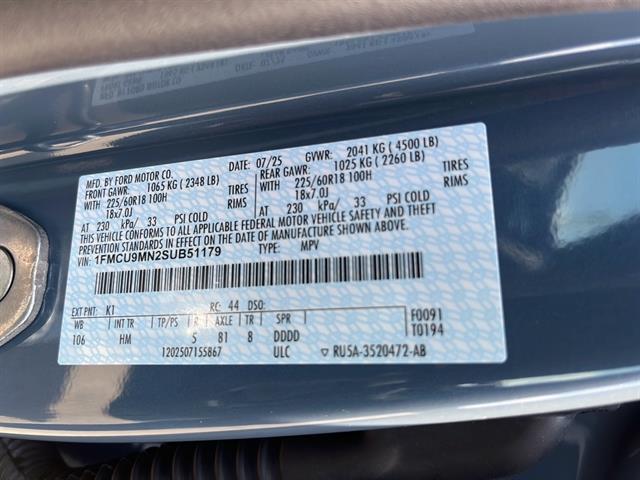 MFD. BY FORD MOTOR CO. DATE: 07/25 GVWR: 2041 KG (4500 LB)
FRONT GAWR: 1065 KG (2348 LB) REAR GAWR: 1025 KG (2260 LB)
WITH 225/60R18 100H TIRES WITH 225/60R18 100H TIRES
18x7.0J RIMS 18x7.0J RIMS
AT 230 kPa/ 33 PSI COLD AT 230 kPa/ 33 PSI COLD
THIS VEHICLE CONFORMS TO ALL APPLICABLE FEDERAL MOTOR VEHICLE SAFETY AND THEFT
PREVENTION STANDARDS IN EFFECT ON THE DATE OF MANUFACTURE SHOWN ABOVE.
VIN: 1FMCU9MN2SUB51179 TYPE: MPV
EXT PNT: K1 RC: 44 DSO: F0091
WB INT TR TP/PS R AXLE TR SPR T0194
106 HM 5 81 8 DDDD
1202507155867 ULC RU5A-3520472-AB